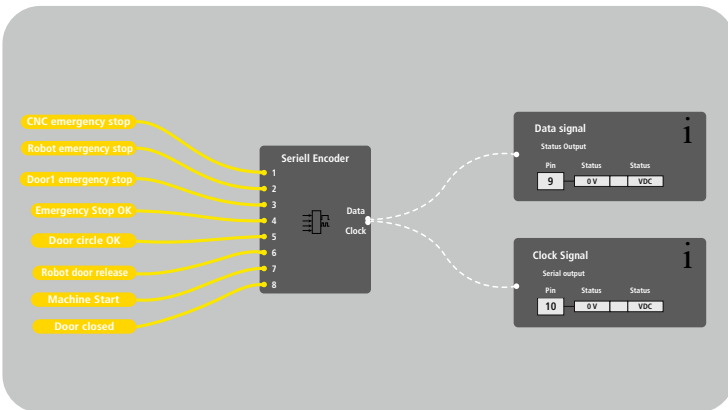 CNC emergency stop
Robot emergency stop
Door1 emergency stop
Emergency Stop OK
Door circle OK
Robot door release
Machine Start
Door closed
Seriell Encoder
1
2
3
4
5
6
7
8
Data
Clock
Data signal
i
Status Output
Pin Status Status
9 0 V VDC
Clock Signal
i
Serial output
Pin Status Status
10 0 V VDC